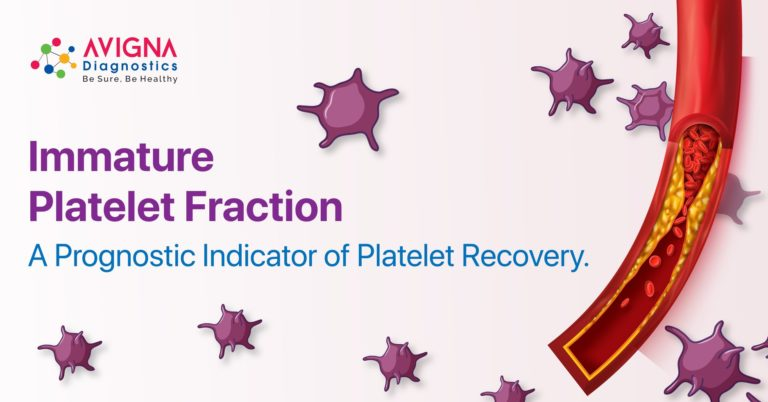 AVIGNA
Diagnostics
Be Sure, Be Healthy
Immature
Platelet Fraction
A Prognostic Indicator of Platelet Recovery.